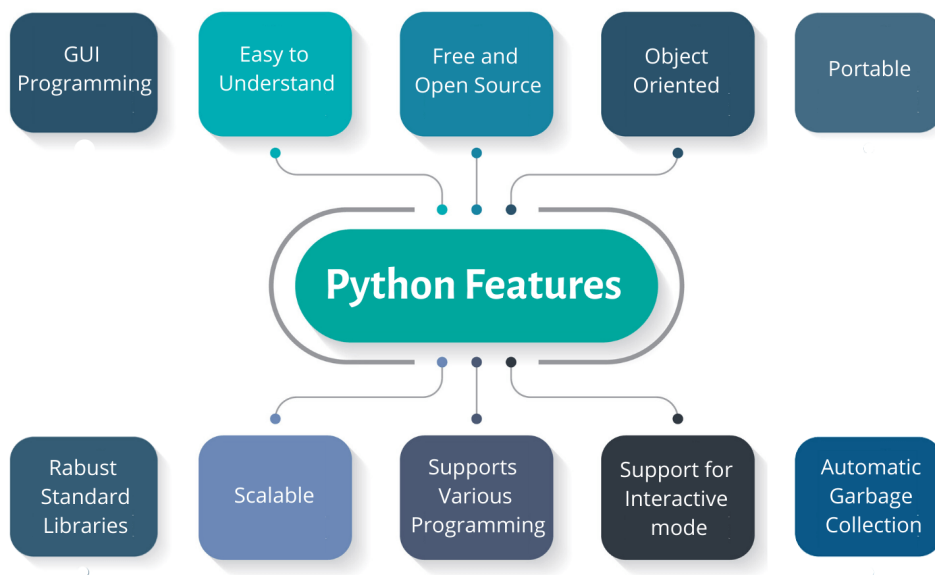 GUI
Programming
Easy to
Understand
Free and
Open Source
Object
Oriented
Portable
Python Features
Rabust
Standard
Libraries
Scalable
Supports
Various
Programming
Support for
Interactive
mode
Automatic
Garbage
Collection